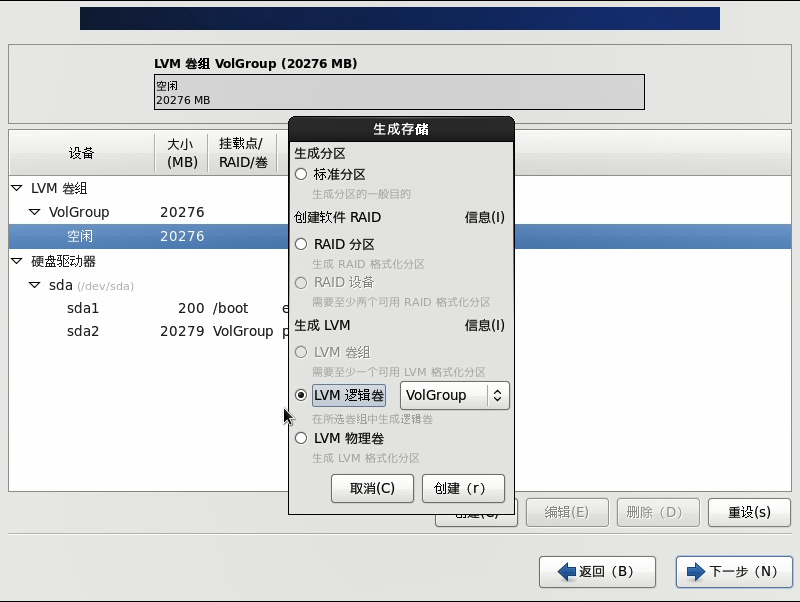 LVM 卷组 VolGroup (20276 MB)
空闲
20276 MB
设备
大小
(MB)
挂载点/
RAID/卷
LVM 卷组
VolGroup 20276
空闲 20276
硬盘驱动器
sda (/dev/sda)
sda1 200 /boot e
sda2 20279 VolGroup p
生成存储
生成分区
标准分区
生成分区的一般目的
创建软件 RAID 信息(I)
RAID 分区
生成 RAID 格式化分区
RAID 设备
需要至少两个可用 RAID 格式化分区
生成 LVM 信息(I)
LVM 卷组
需要至少一个可用 LVM 格式化分区
LVM 逻辑卷 VolGroup
在所选卷组中生成逻辑卷
LVM 物理卷
生成 LVM 格式化分区
取消(C) 创建（r）
编辑(E) 删除（D） 重设(s)
返回（B） 下一步（N）